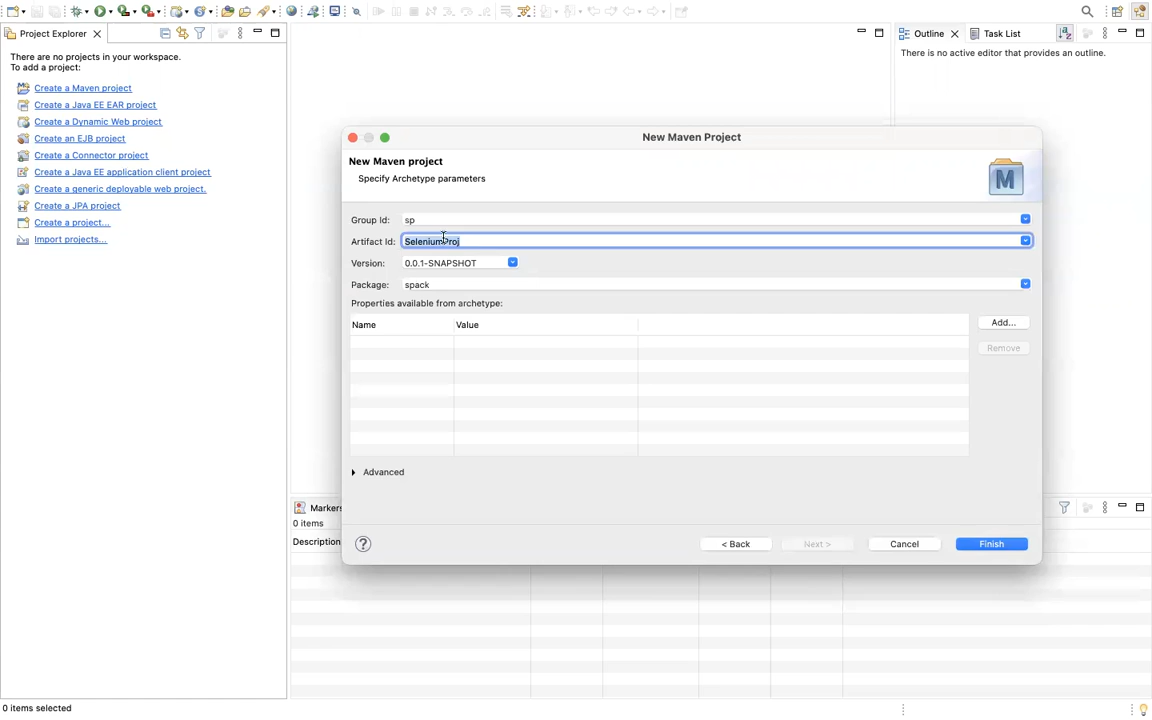 Project Explorer
Outline
Task List
There are no projects in your workspace.
To add a project:
There is no active editor that provides an outline.
Create a Maven project
Create a Java EE EAR project
Create a Dynamic Web project
Create an EJB project
Create a Connector project
Create a Java EE application client project
Create a generic deployable web project.
Create a JPA project
Create a project...
Import projects...
New Maven Project
New Maven project
Specify Archetype parameters
M
Group Id: sp
Artifact Id: SeleniumProj
Version: 0.0.1-SNAPSHOT
Package: spack
Properties available from archetype:
Name Value
Add...
Remove
Advanced
Markers
0 items
Description
? < Back Next > Cancel Finish
0 items selected